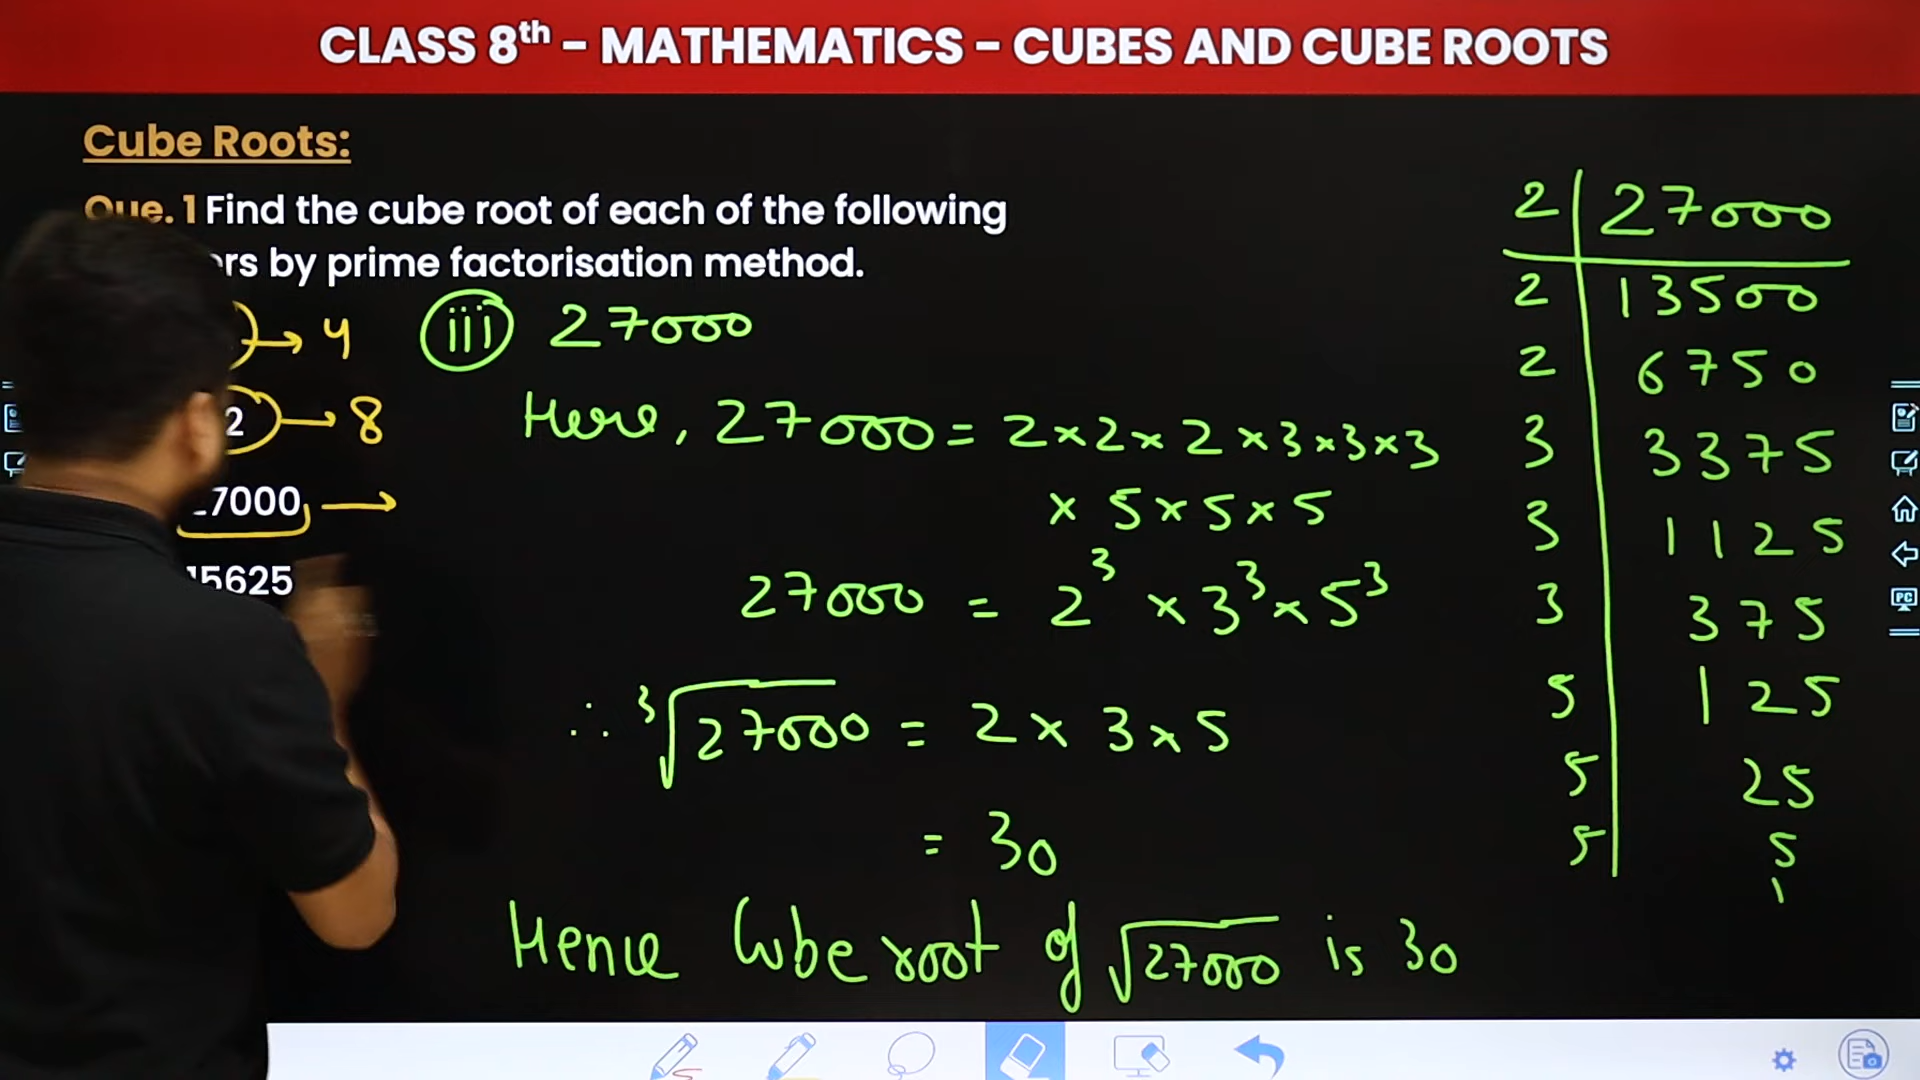 CLASS 8th - MATHEMATICS - CUBES AND CUBE ROOTS
Cube Roots:
Que. 1 Find the cube root of each of the following
by prime factorisation method.
→ 4
2 → 8
7000 →
15625
iii 27000
Here, 27000 = 2×2×2×3×3×3
× 5×5×5
27000 = 2³ × 3³ × 5³
∴ ³√27000 = 2 × 3 × 5
= 30
Hence Cube root of √27000 is 30
2 | 27000
2 | 13500
2 | 6750
3 | 3375
3 | 1125
3 | 375
5 | 125
5 | 25
5 | 5
1
PC